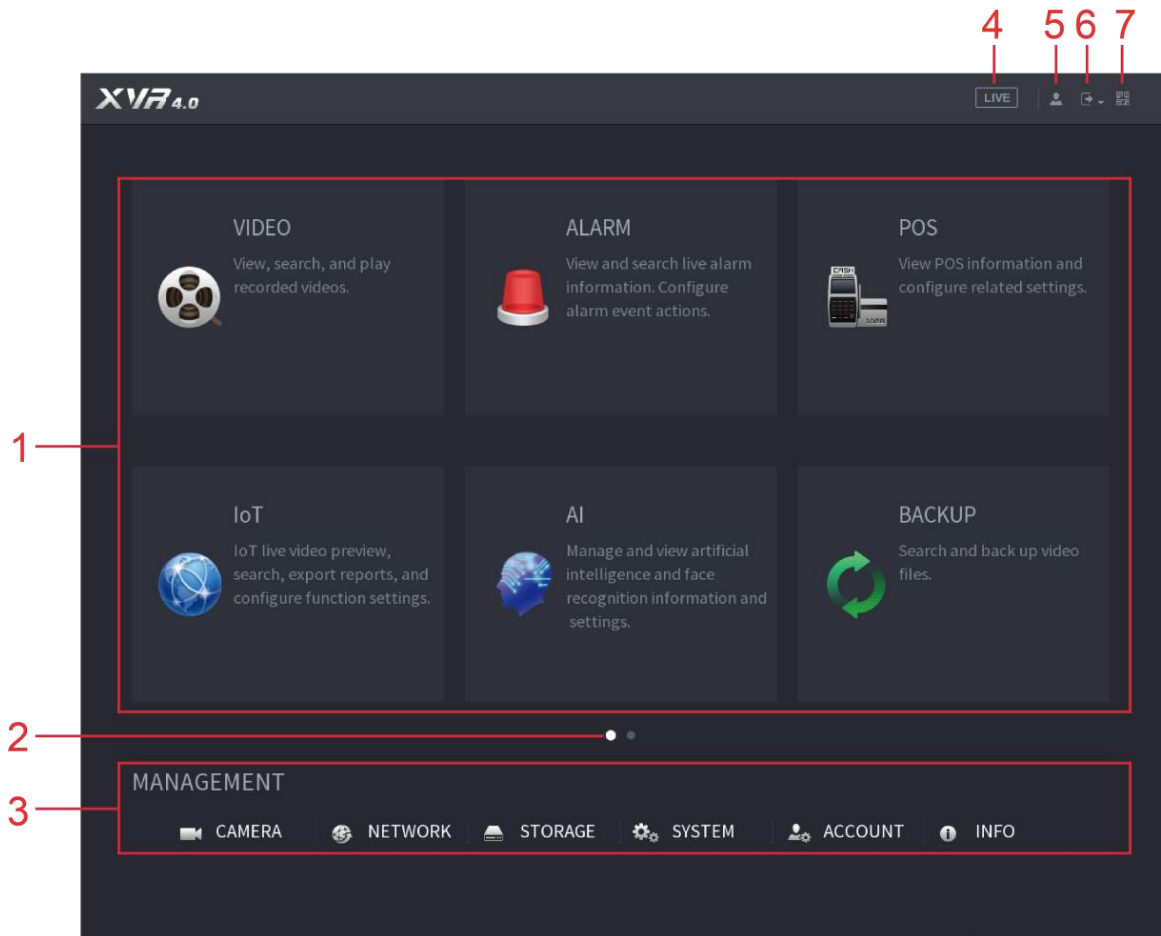 4 5 6 7
XVR 4.0
LIVE
VIDEO
View, search, and play
recorded videos.
ALARM
View and search live alarm
information. Configure
alarm event actions.
POS
View POS information and
configure related settings.
CASH
1
IoT
IoT live video preview,
search, export reports, and
configure function settings.
AI
Manage and view artificial
intelligence and face
recognition information and
settings.
BACKUP
Search and back up video
files.
2
MANAGEMENT
3
CAMERA NETWORK STORAGE SYSTEM ACCOUNT INFO